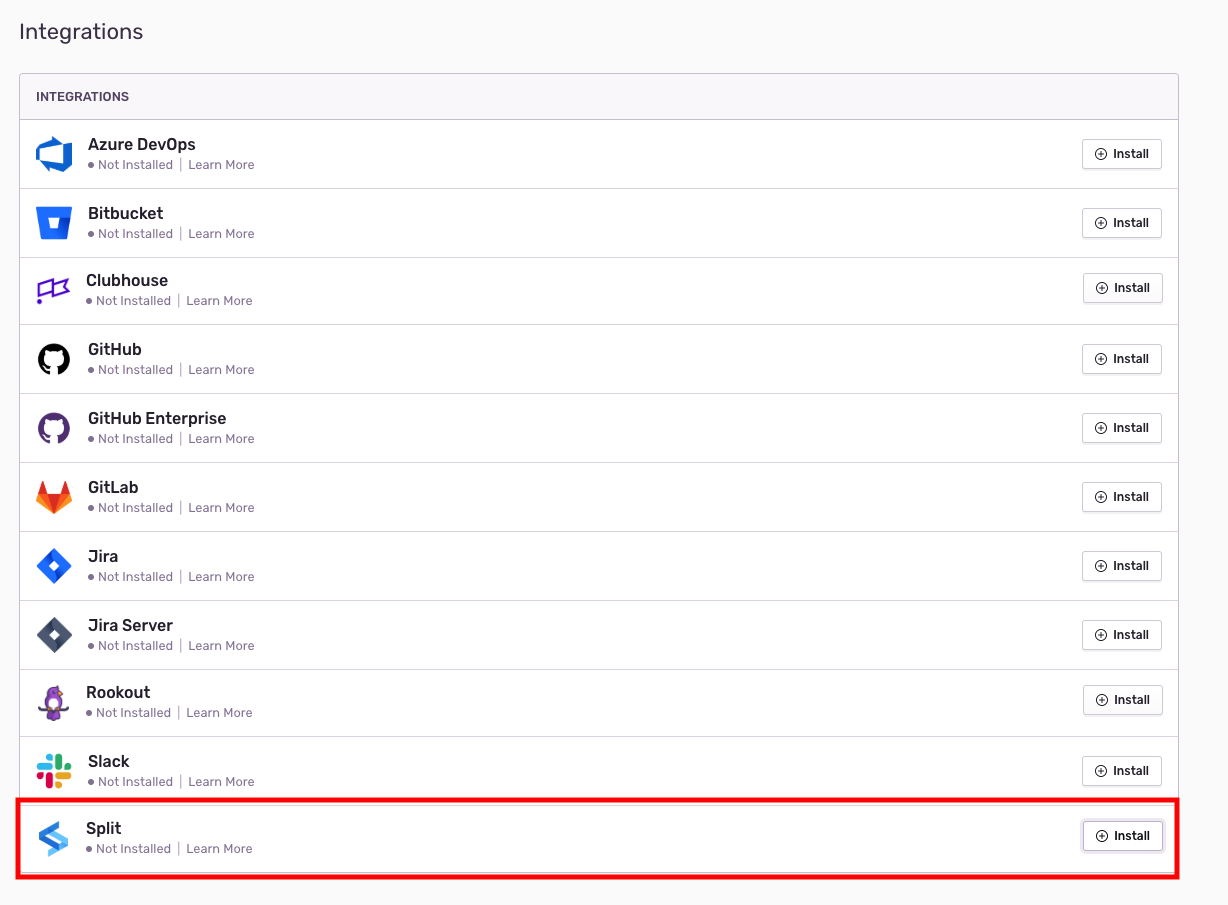 Integrations
INTEGRATIONS
Azure DevOps
Not Installed | Learn More
Install
Bitbucket
Not Installed | Learn More
Install
Clubhouse
Not Installed | Learn More
Install
GitHub
Not Installed | Learn More
Install
GitHub Enterprise
Not Installed | Learn More
Install
GitLab
Not Installed | Learn More
Install
Jira
Not Installed | Learn More
Install
Jira Server
Not Installed | Learn More
Install
Rookout
Not Installed | Learn More
Install
Slack
Not Installed | Learn More
Install
Split
Not Installed | Learn More
Install